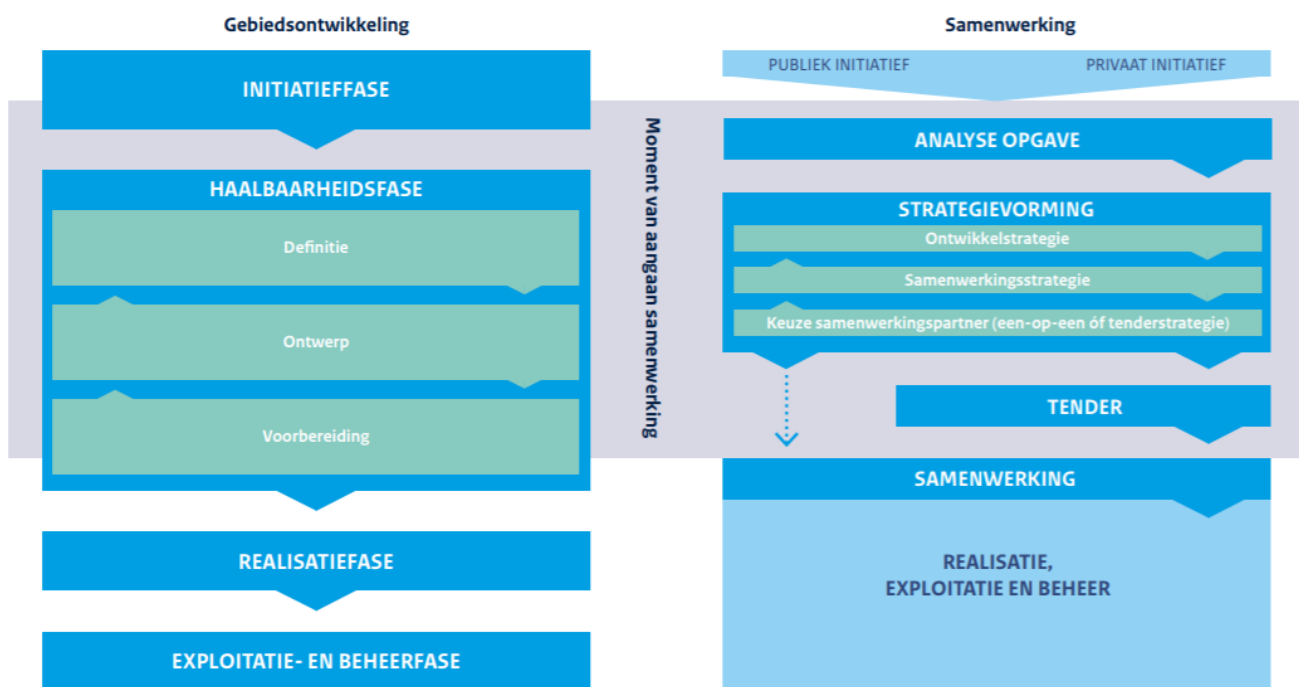 Gebiedsontwikkeling
INITIATIEFFASE
HAALBAARHEIDSFASE
Definitie
Ontwerp
Voorbereiding
REALISATIEFASE
EXPLOITATIE- EN BEHEERFASE
Moment van aangaan samenwerking
Samenwerking
PUBLIEK INITIATIEF
PRIVAAT INITIATIEF
ANALYSE OPGAVE
STRATEGIEVORMING
Ontwikkelstrategie
Samenwerkingsstrategie
Keuze samenwerkingspartner (een-op-een óf tenderstrategie)
TENDER
SAMENWERKING
REALISATIE,
EXPLOITATIE EN BEHEER